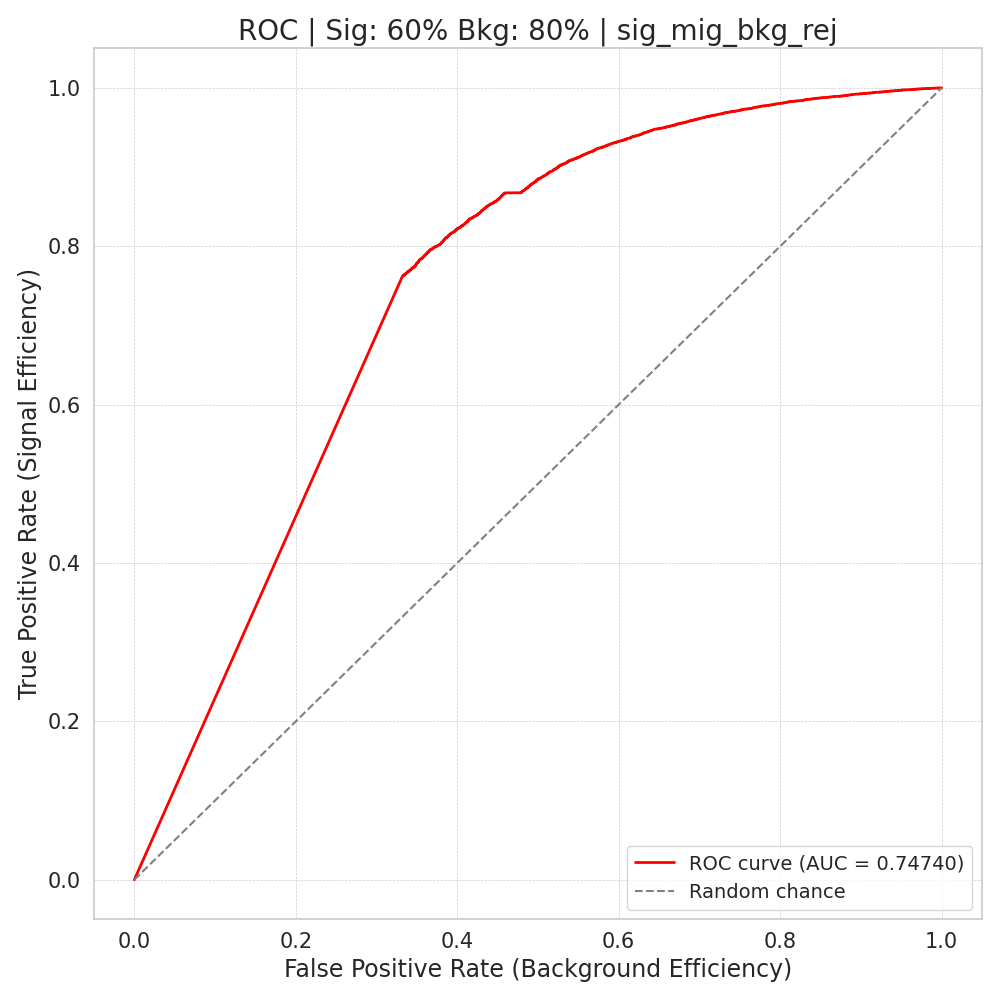 ROC | Sig: 60% Bkg: 80% | sig_mig_bkg_rej
True Positive Rate (Signal Efficiency)
1.0
0.8
0.6
0.4
0.2
0.0
ROC curve (AUC = 0.74740)
Random chance
0.0 0.2 0.4 0.6 0.8 1.0
False Positive Rate (Background Efficiency)